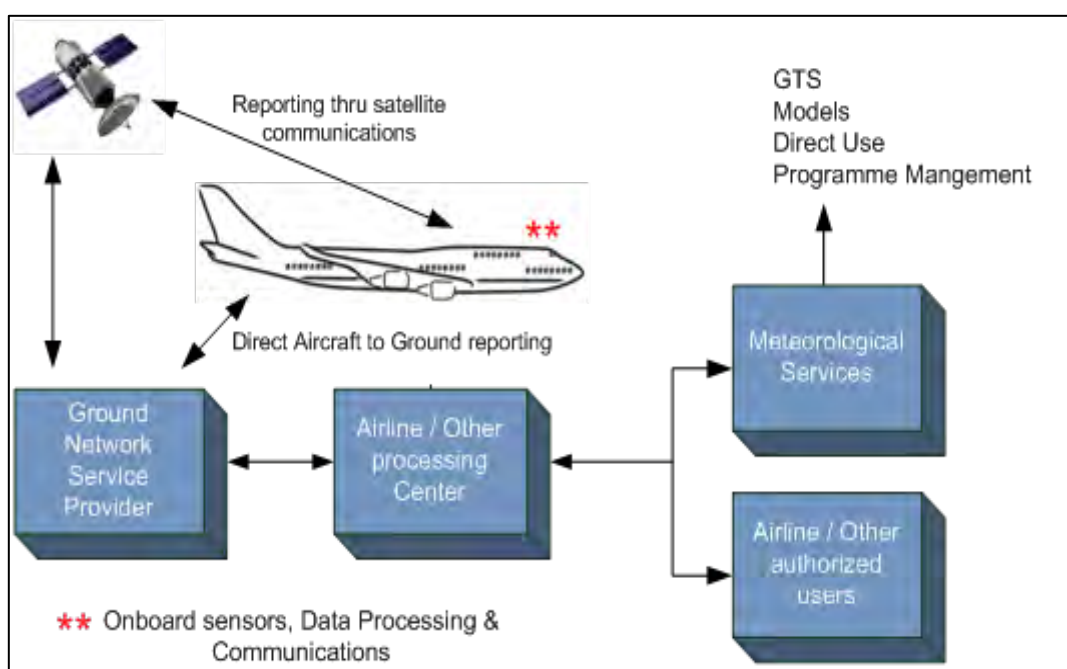 Reporting thru satellite
communications
GTS
Models
Direct Use
Programme Mangement
**
Direct Aircraft to Ground reporting
Ground
Network
Service
Provider
Airline / Other
processing
Center
Meteorological
Services
Airline / Other
authorized
users
** Onboard sensors, Data Processing &
Communications